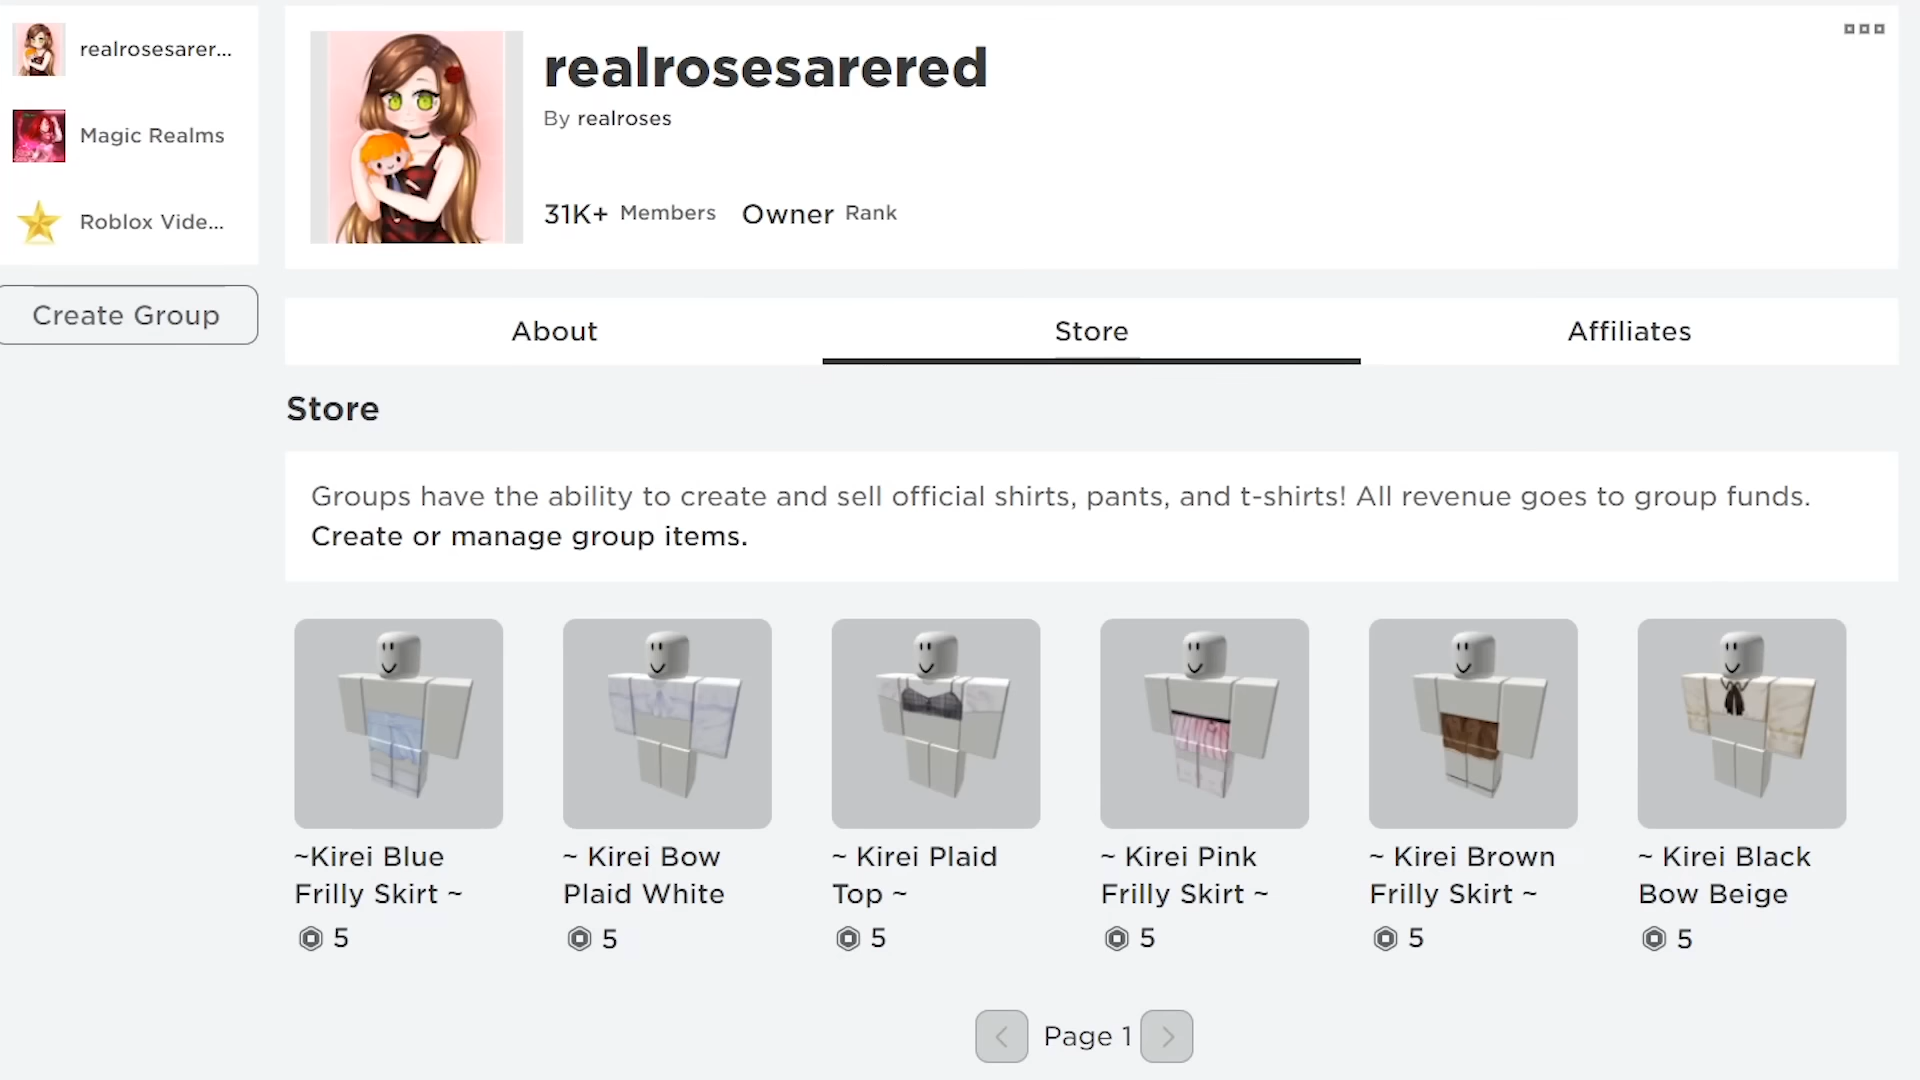 realrosesarer...
Magic Realms
Roblox Vide...
Create Group
realrosesarered
By realroses
31K+ Members Owner Rank
About
Store
Affiliates
Store
Groups have the ability to create and sell official shirts, pants, and t-shirts! All revenue goes to group funds.
Create or manage group items.
~Kirei Blue
Frilly Skirt ~
5
~ Kirei Bow
Plaid White
5
~ Kirei Plaid
Top ~
5
~ Kirei Pink
Frilly Skirt ~
5
~ Kirei Brown
Frilly Skirt ~
5
~ Kirei Black
Bow Beige
5
Page 1